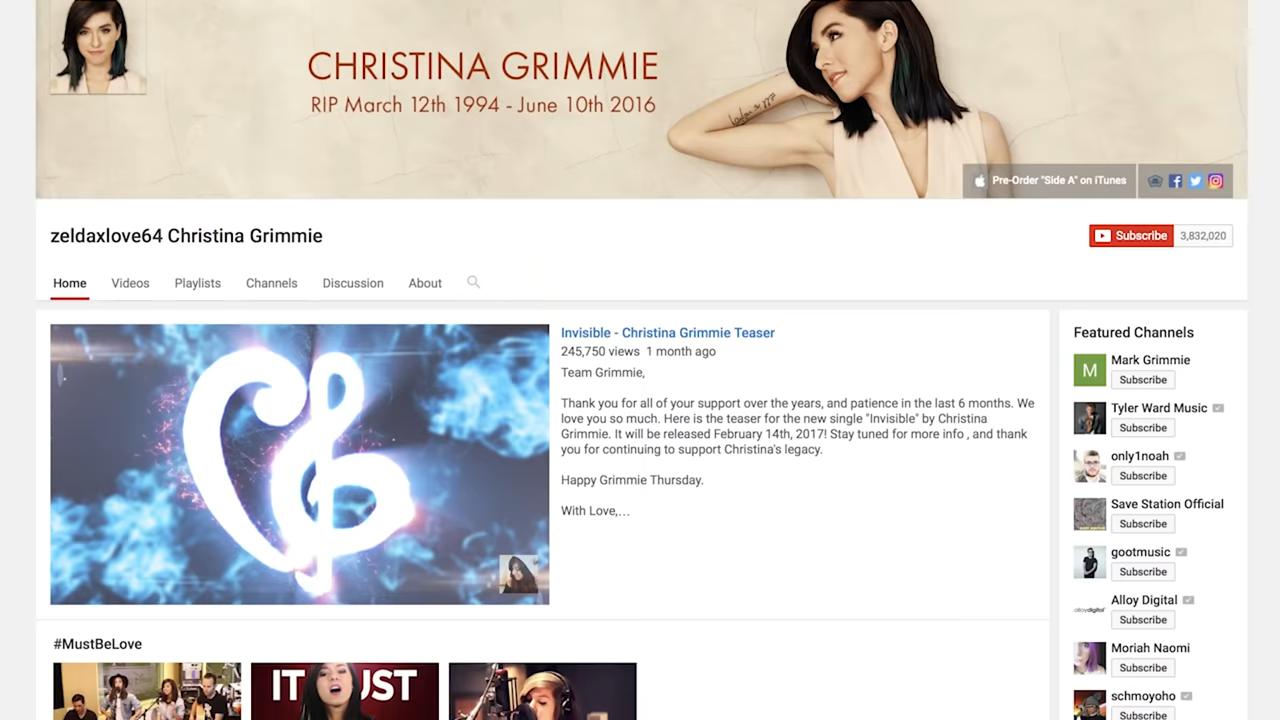 CHRISTINA GRIMMIE
RIP March 12th 1994 - June 10th 2016
Pre-Order "Side A" on iTunes
zeldaxlove64 Christina Grimmie
Subscribe 3,832,020
Home Videos Playlists Channels Discussion About
Invisible - Christina Grimmie Teaser
245,750 views 1 month ago
Team Grimmie,
Thank you for all of your support over the years, and patience in the last 6 months. We
love you so much. Here is the teaser for the new single "Invisible" by Christina
Grimmie. It will be released February 14th, 2017! Stay tuned for more info , and thank
you for continuing to support Christina's legacy.
Happy Grimmie Thursday.
With Love,…
#MustBeLove
IT UST
Featured Channels
M
Mark Grimmie
Subscribe
Tyler Ward Music
Subscribe
only1noah
Subscribe
Save Station Official
Subscribe
gootmusic
Subscribe
alloydigital
Alloy Digital
Subscribe
Moriah Naomi
Subscribe
schmoyoho
Subscribe